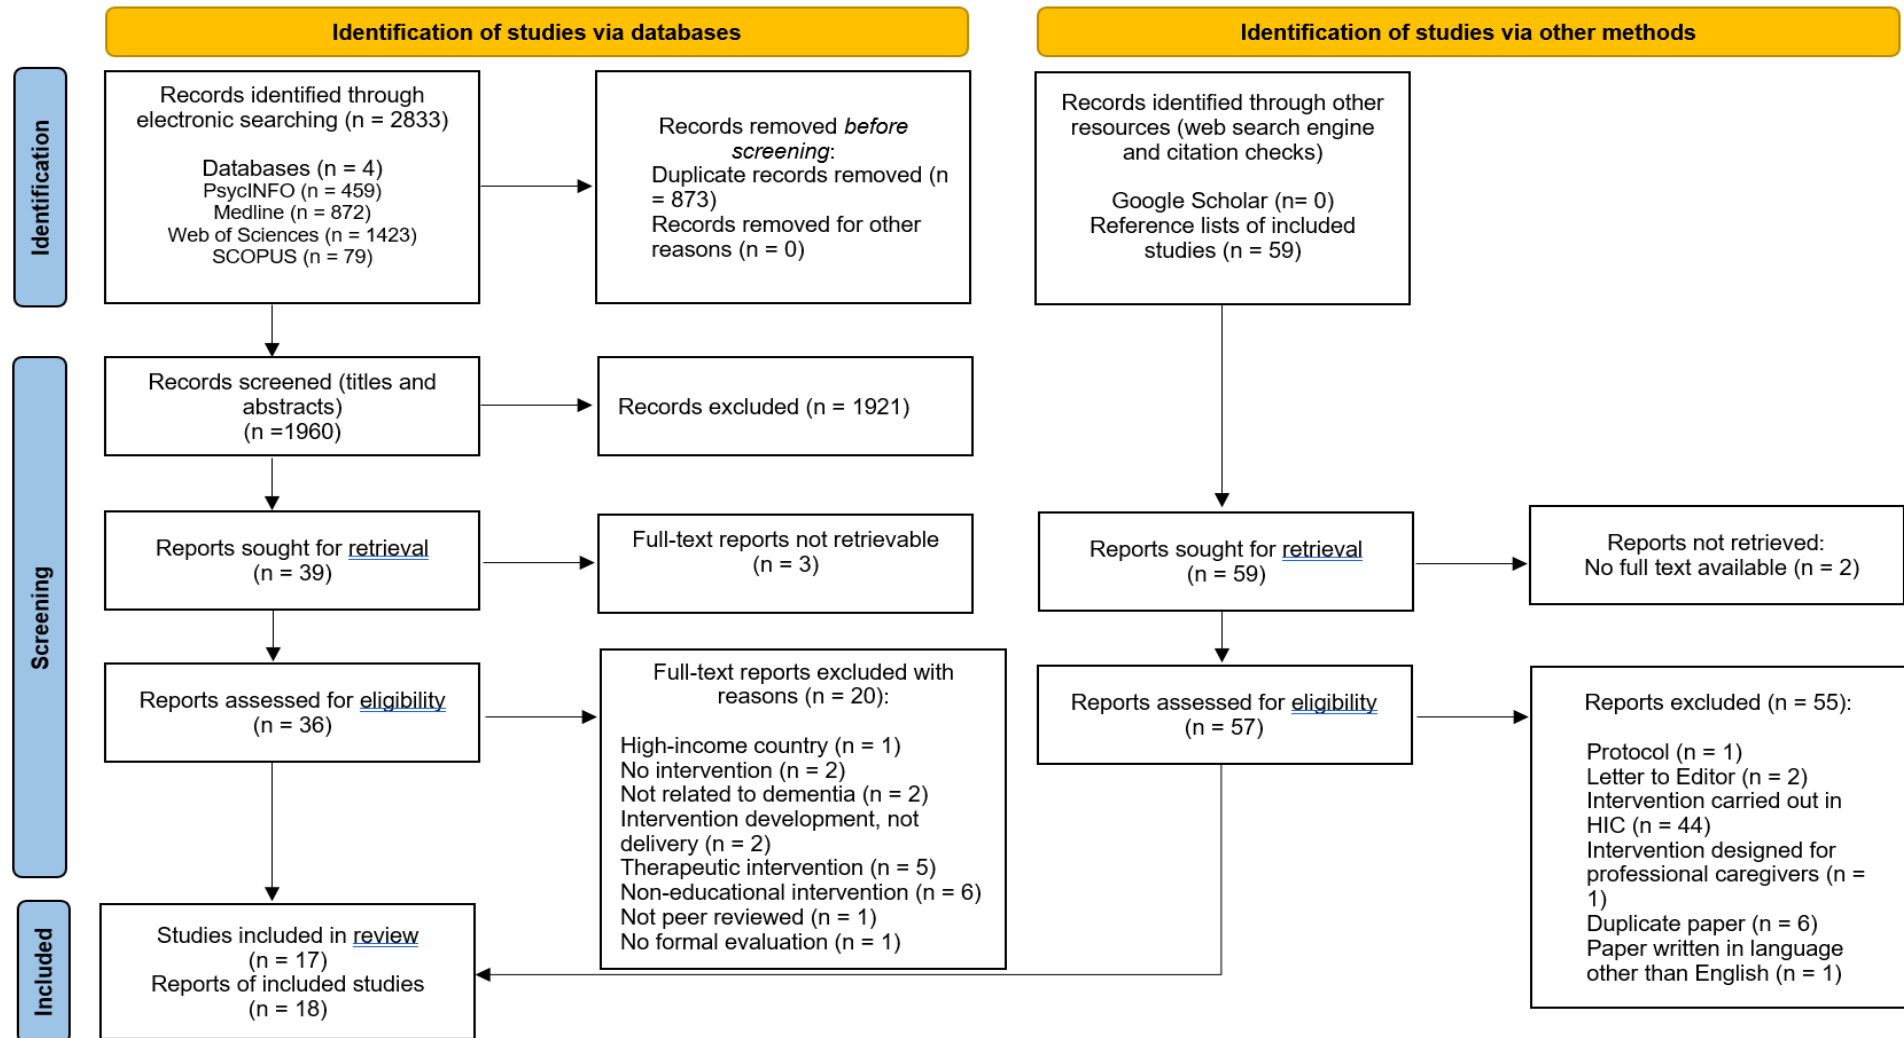 Identification of studies via databases
Identification of studies via other methods
Identification
Records identified through
electronic searching (n = 2833)
Databases (n = 4)
PsycINFO (n = 459)
Medline (n = 872)
Web of Sciences (n = 1423)
SCOPUS (n = 79)
Records removed before
screening:
Duplicate records removed (n
= 873)
Records removed for other
reasons (n = 0)
Records identified through other
resources (web search engine
and citation checks)
Google Scholar (n= 0)
Reference lists of included
studies (n = 59)
Screening
Records screened (titles and
abstracts)
(n =1960)
Records excluded (n = 1921)
Reports sought for retrieval
(n = 39)
Full-text reports not retrievable
(n = 3)
Reports sought for retrieval
(n = 59)
Reports not retrieved:
No full text available (n = 2)
Reports assessed for eligibility
(n = 36)
Full-text reports excluded with
reasons (n = 20):
High-income country (n = 1)
No intervention (n = 2)
Not related to dementia (n = 2)
Intervention development, not
delivery (n = 2)
Therapeutic intervention (n = 5)
Non-educational intervention (n = 6)
Not peer reviewed (n = 1)
No formal evaluation (n = 1)
Reports assessed for eligibility
(n = 57)
Reports excluded (n = 55):
Protocol (n = 1)
Letter to Editor (n = 2)
Intervention carried out in
HIC (n = 44)
Intervention designed for
professional caregivers (n =
1)
Duplicate paper (n = 6)
Paper written in language
other than English (n = 1)
Included
Studies included in review
(n = 17)
Reports of included studies
(n = 18)